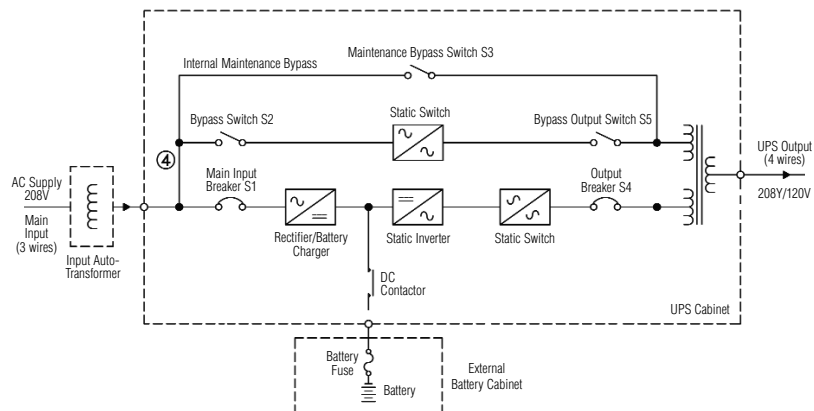 Maintenance Bypass Switch S3
Internal Maintenance Bypass
Static Switch
Bypass Switch S2
Bypass Output Switch S5
④
UPS Output
(4 wires)
208Y/120V
AC Supply
208V
Main
Input
(3 wires)
Input Auto-
Transformer
Main Input
Breaker S1
Output
Breaker S4
Rectifier/Battery
Charger
Static Inverter
Static Switch
DC
Contactor
UPS Cabinet
Battery
Fuse
Battery
External
Battery Cabinet